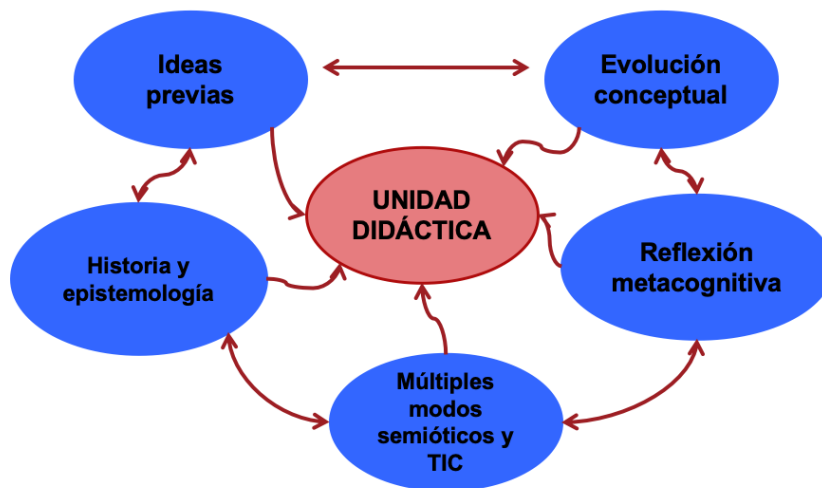 Ideas
previas
Evolución
conceptual
UNIDAD
DIDÁCTICA
Historia y
epistemología
Reflexión
metacognitiva
Múltiples
modos
semióticos y
TIC